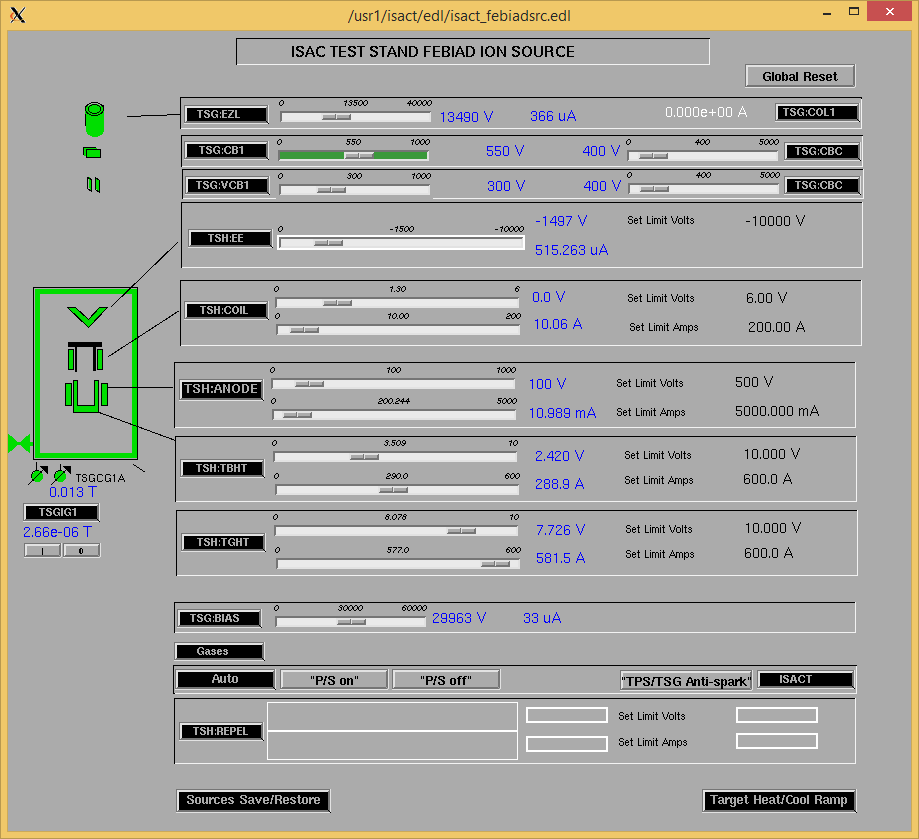 /usr1/isact/edl/isact_febiadsrc.edl
ISAC TEST STAND FEBIAD ION SOURCE
Global Reset
TSG:EZL 0 13500 40000 13490 V 366 uA 0.000e+00 A TSG:COL1
TSG:CB1 0 550 1000 550 V 400 V 0 400 5000 TSG:CBC
TSG:VCB1 0 300 1000 300 V 400 V 0 400 5000 TSG:CBC
TSH:EE 0 -1500 -10000 -1497 V Set Limit Volts -10000 V
515.263 uA
TSH:COIL 0 1.30 6 0.0 V Set Limit Volts 6.00 V
0 10.00 200 10.06 A Set Limit Amps 200.00 A
TSH:ANODE 0 100 1000 100 V Set Limit Volts 500 V
0 200.244 5000 10.989 mA Set Limit Amps 5000.000 mA
TSH:TBHT 0 3.509 10 2.420 V Set Limit Volts 10.000 V
0 290.0 600 288.9 A Set Limit Amps 600.0 A
TSGCG1A
0.013 T
TSGIG1
2.66e-06 T
I 0
TSH:TGHT 0 8.078 10 7.726 V Set Limit Volts 10.000 V
0 577.0 600 581.5 A Set Limit Amps 600.0 A
TSG:BIAS 0 30000 60000 29963 V 33 uA
Gases
Auto "P/S on" "P/S off" "TPS/TSG Anti-spark" ISACT
TSH:REPEL Set Limit Volts
Set Limit Amps
Sources Save/Restore Target Heat/Cool Ramp